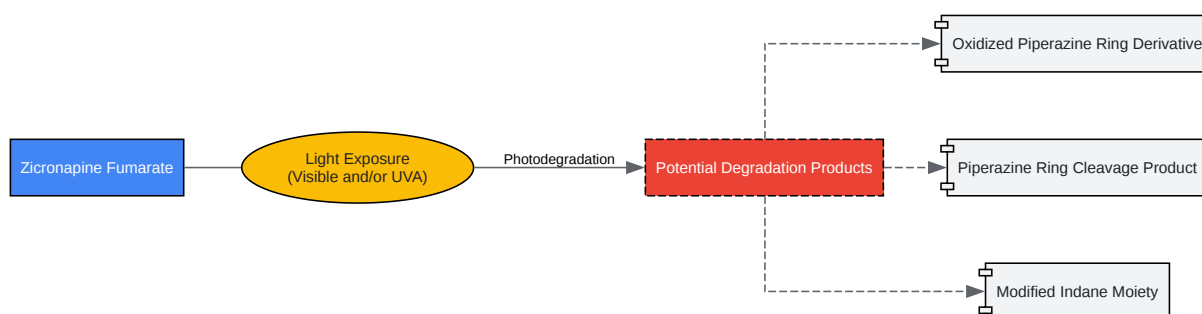 Zicronapine Fumarate
Light Exposure
(Visible and/or UVA)
Photodegradation
Potential Degradation Products
Oxidized Piperazine Ring Derivative
Piperazine Ring Cleavage Product
Modified Indane Moiety